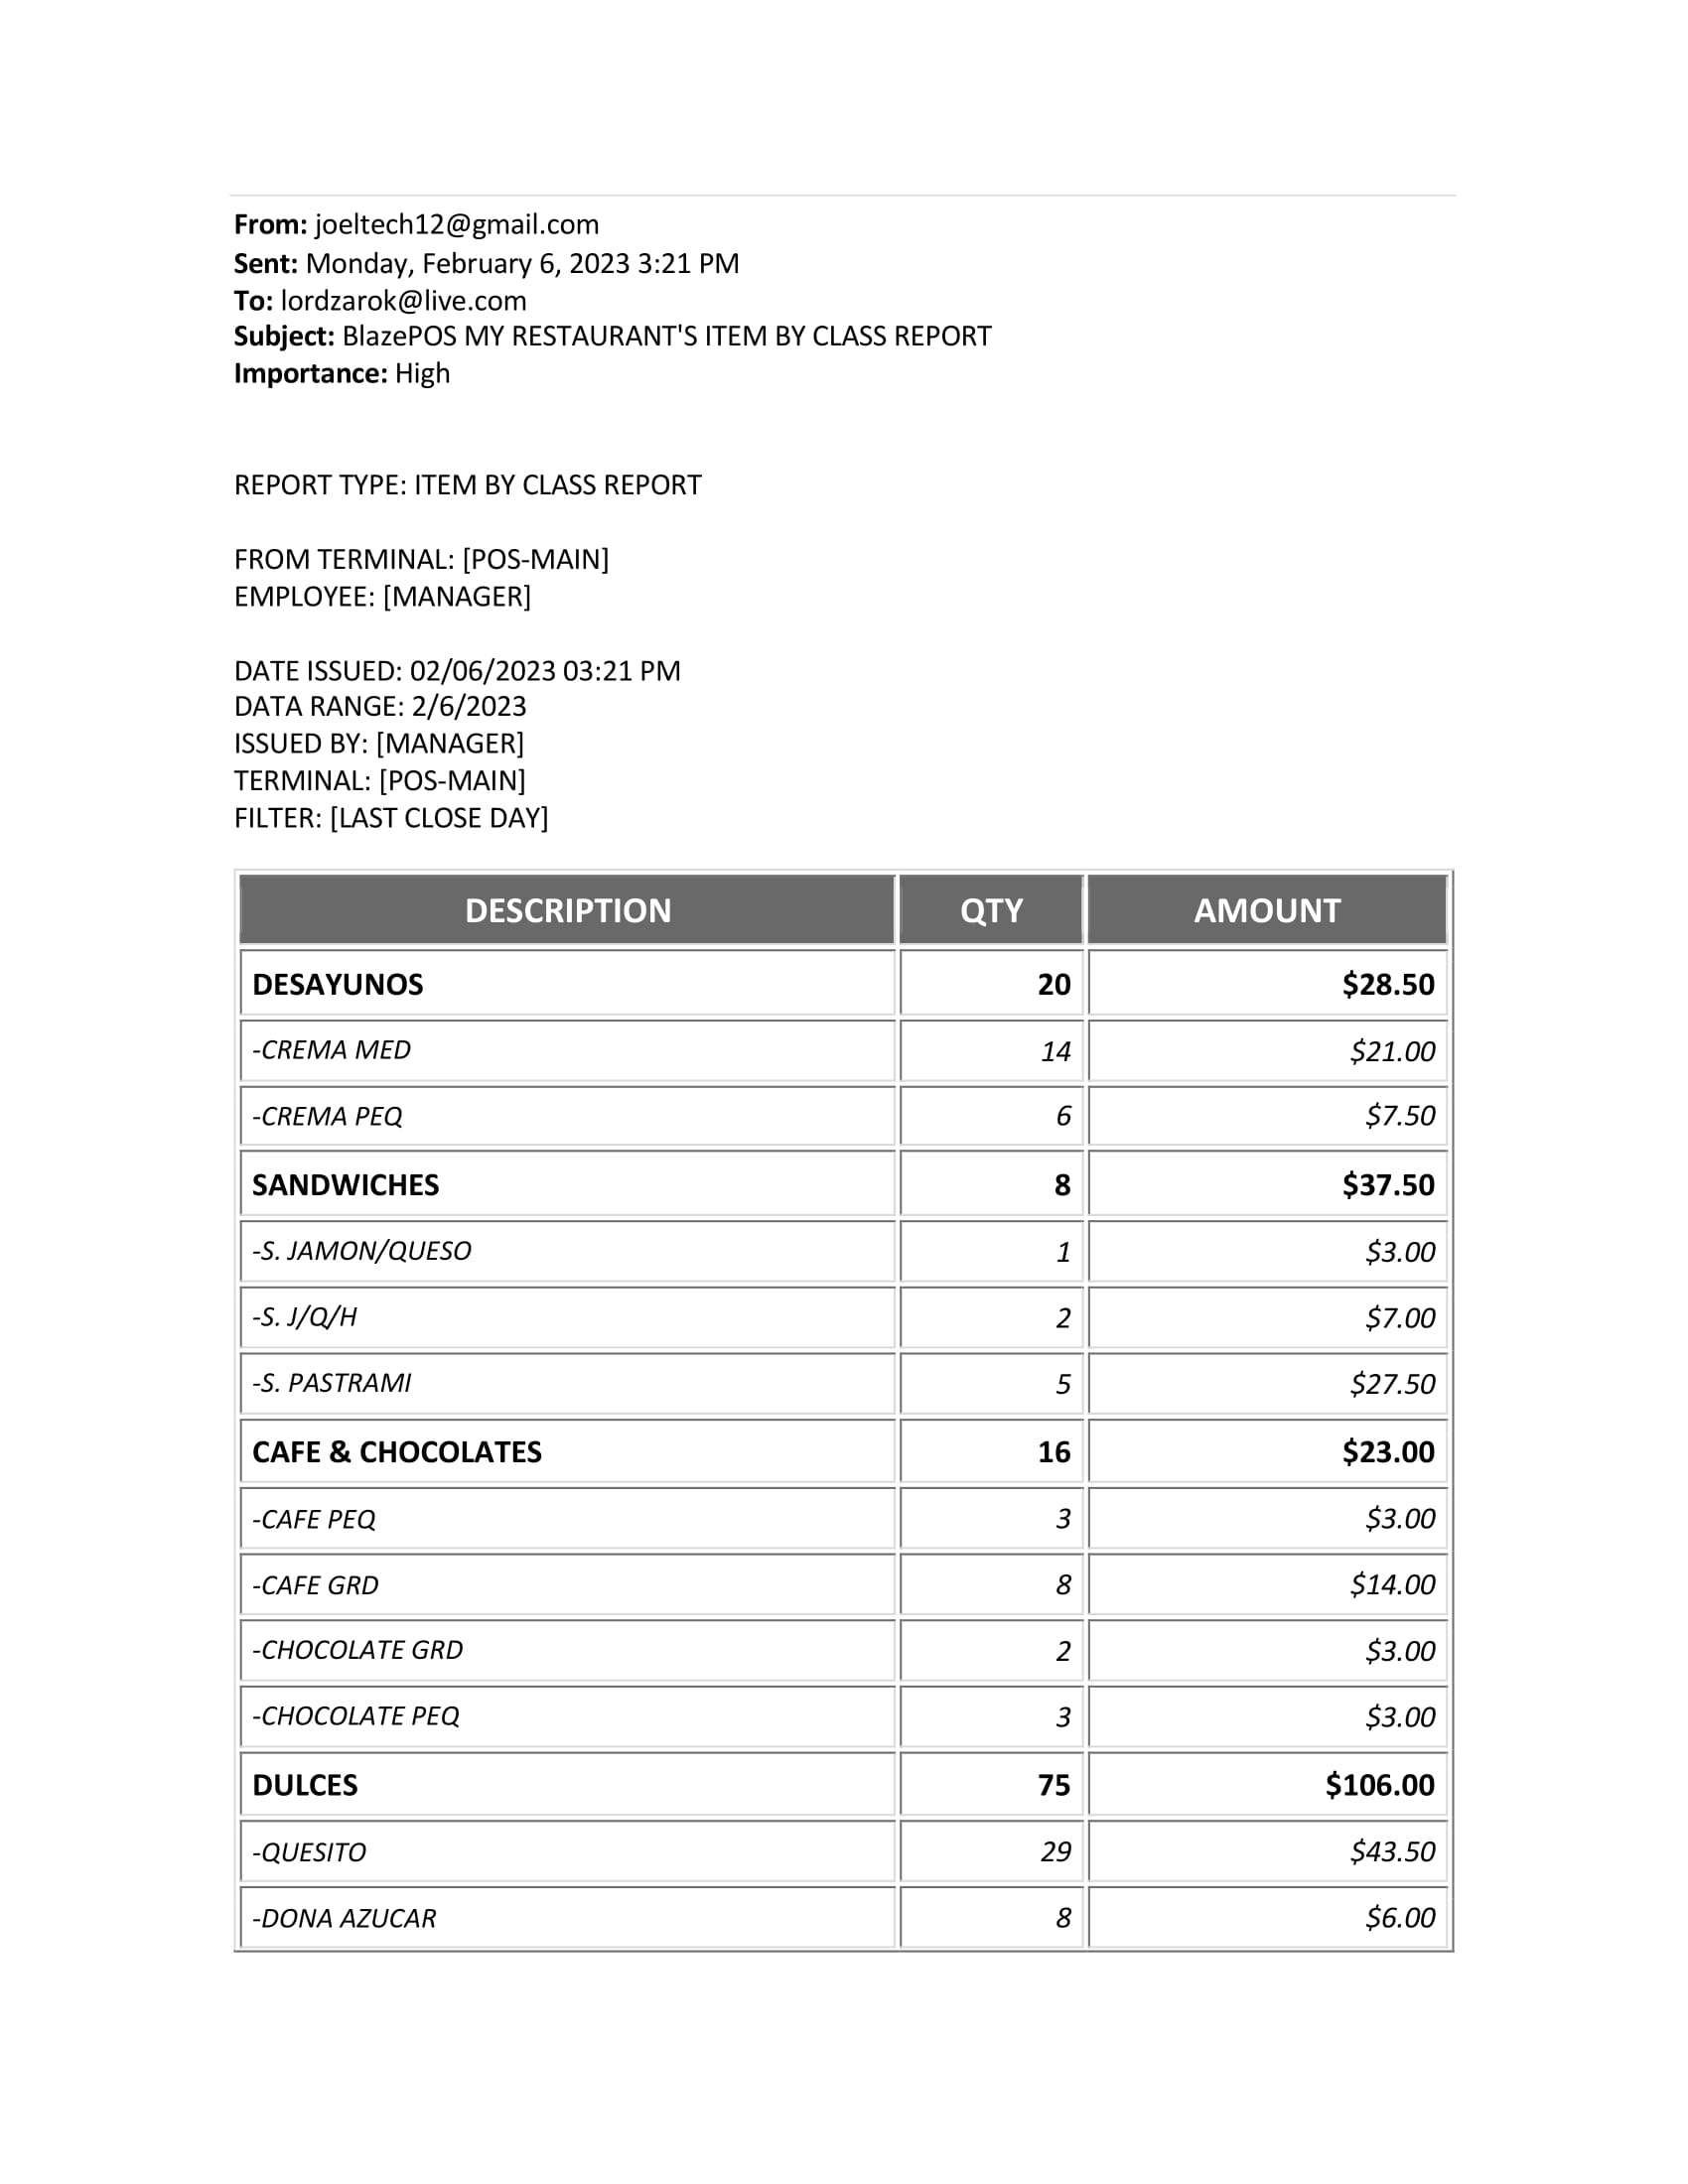 From: joeltech12@gmail.com
Sent: Monday, February 6, 2023 3:21 PM
To: lordzarok@live.com
Subject: BlazePOS MY RESTAURANT'S ITEM BY CLASS REPORT
Importance: High
REPORT TYPE: ITEM BY CLASS REPORT
FROM TERMINAL: [POS-MAIN]
EMPLOYEE: [MANAGER]
DATE ISSUED: 02/06/2023 03:21 PM
DATA RANGE: 2/6/2023
ISSUED BY: [MANAGER]
TERMINAL: [POS-MAIN]
FILTER: [LAST CLOSE DAY]
DESCRIPTION QTY AMOUNT
DESAYUNOS 20 $28.50
-CREMA MED 14 $21.00
-CREMA PEQ 6 $7.50
SANDWICHES 8 $37.50
-S. JAMON/QUESO 1 $3.00
-S. J/Q/H 2 $7.00
-S. PASTRAMI 5 $27.50
CAFE & CHOCOLATES 16 $23.00
-CAFE PEQ 3 $3.00
-CAFE GRD 8 $14.00
-CHOCOLATE GRD 2 $3.00
-CHOCOLATE PEQ 3 $3.00
DULCES 75 $106.00
-QUESITO 29 $43.50
-DONA AZUCAR 8 $6.00